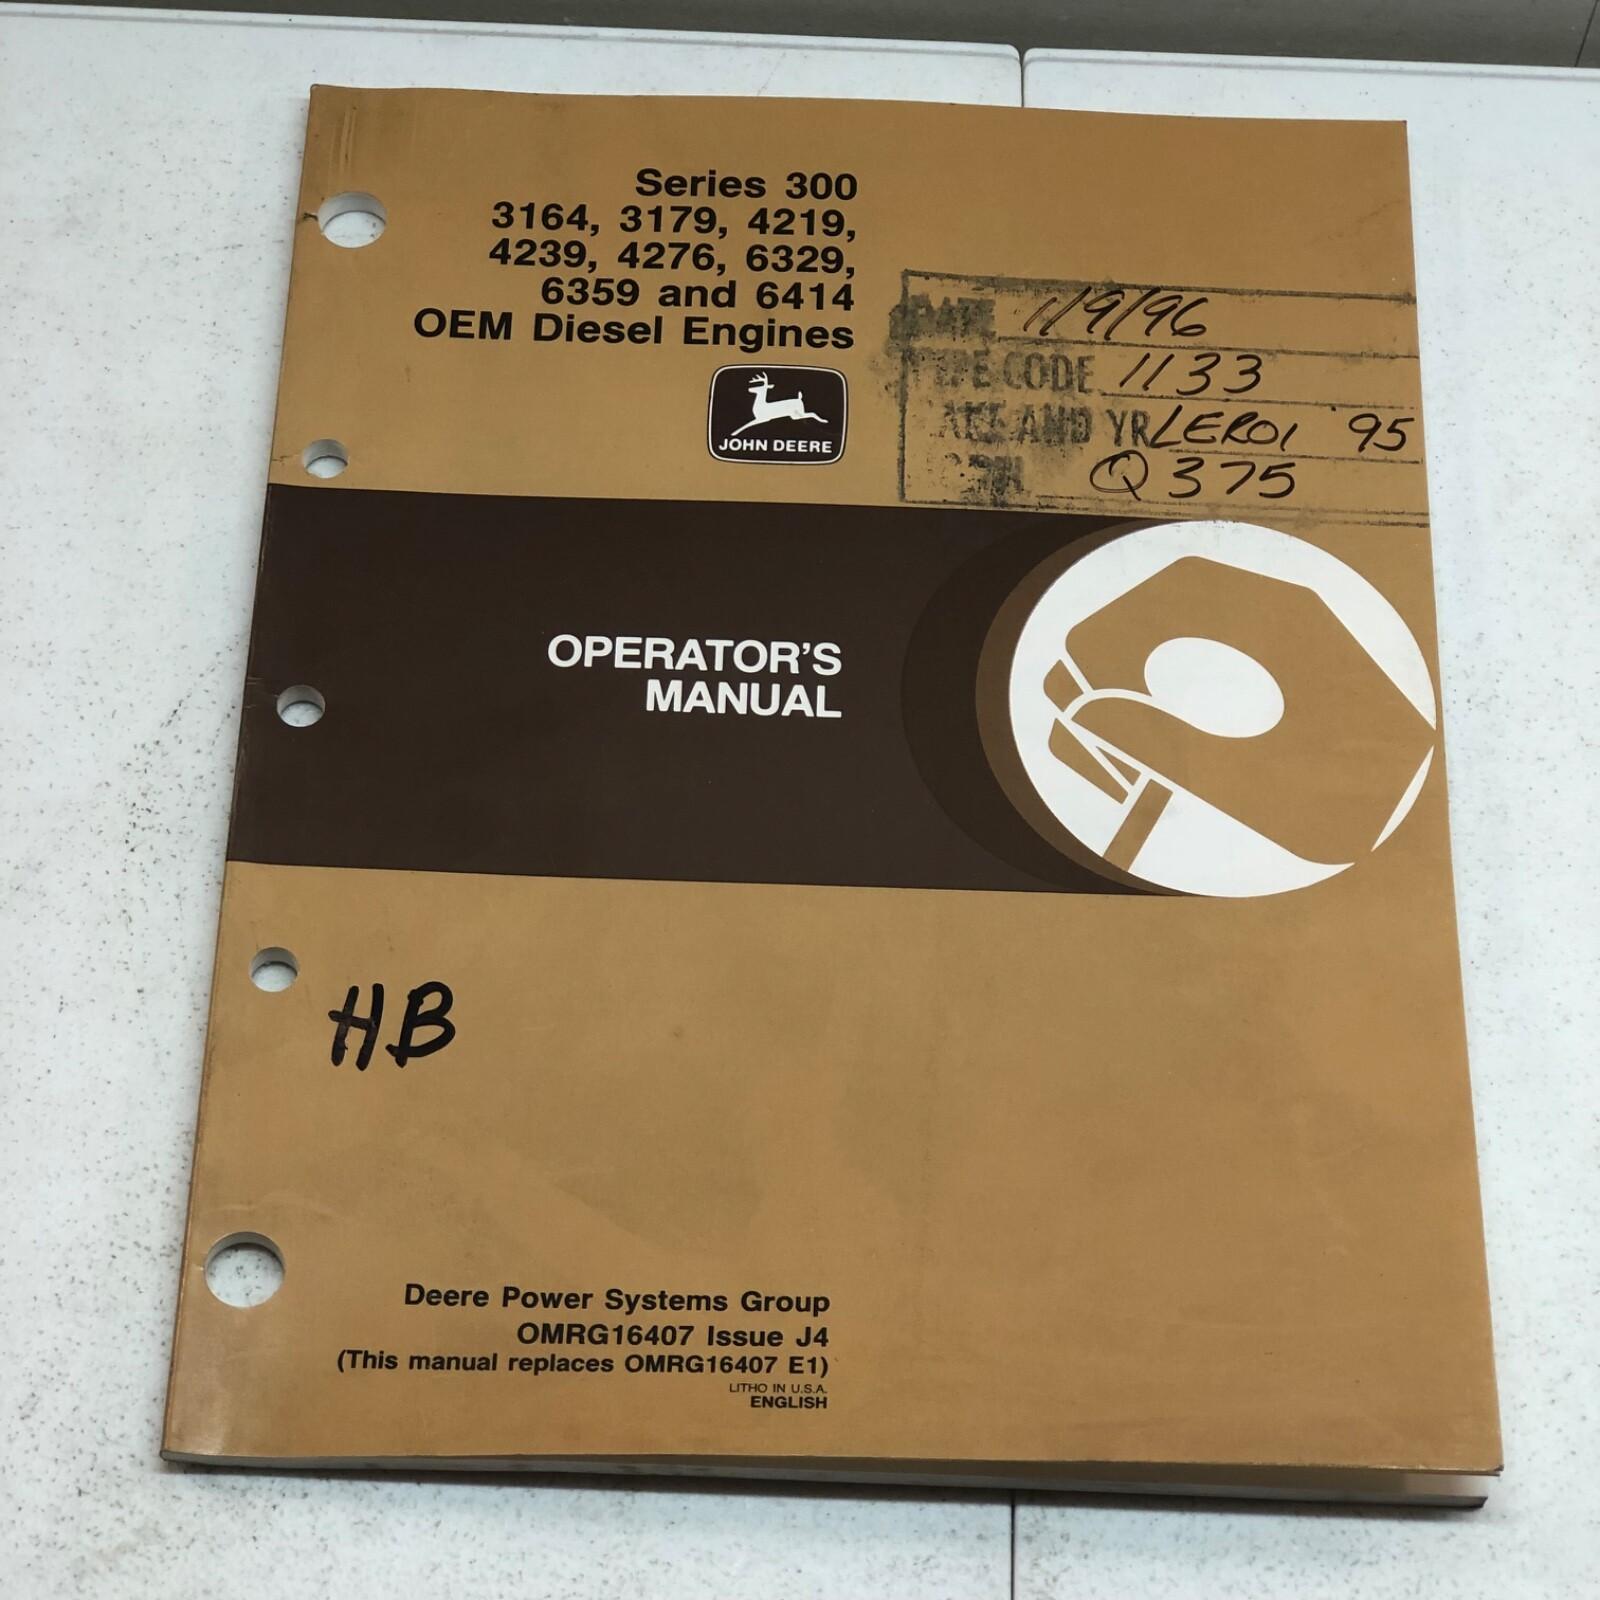 Series 300
3164, 3179, 4219,
4239, 4276, 6329,
6359 and 6414
OEM Diesel Engines
JOHN DEERE
DATE 1/9/96
CODE 1133
AND YR LEROI '95
Q375
OPERATOR'S
MANUAL
HB
Deere Power Systems Group
OMRG16407 Issue J4
(This manual replaces OMRG16407 E1)
LITHO IN U.S.A.
ENGLISH